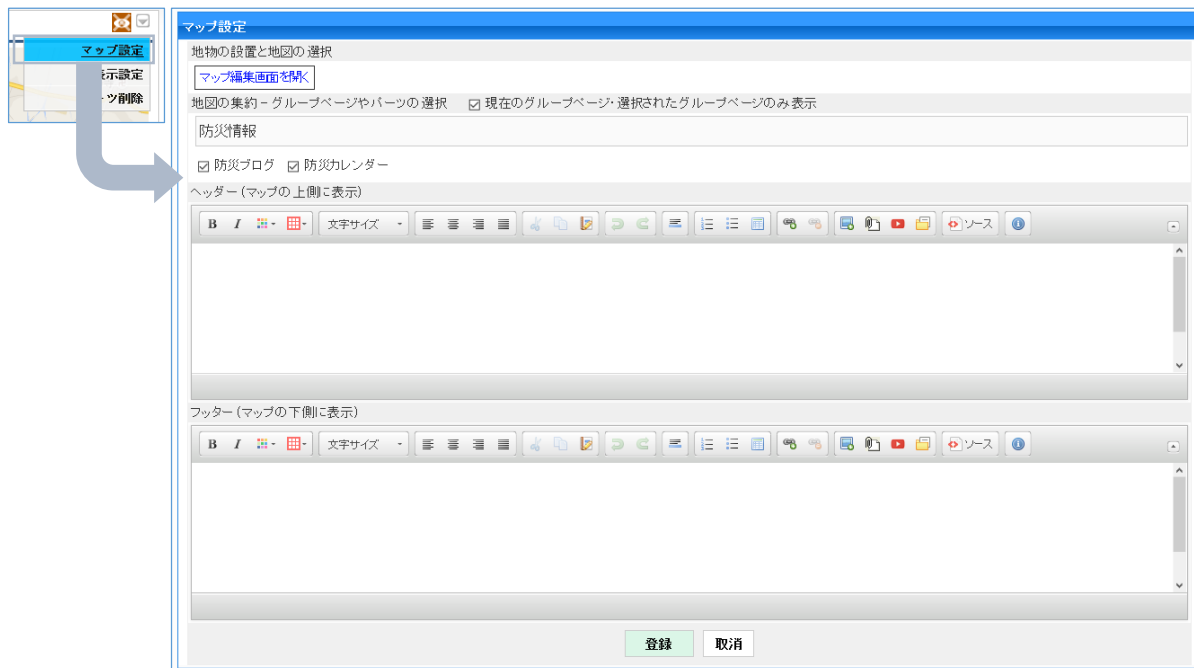 マップ設定
示設定
ーツ削除
マップ設定
地物の設置と地図の選択
マップ編集画面を開く
地図の集約 - グループページやパーツの選択 現在のグループページ・選択されたグループページのみ表示
防災情報
防災ブログ 防災カレンダー
ヘッダー (マップの上側に表示)
B I 文字サイズ ソース
フッター (マップの下側に表示)
B I 文字サイズ ソース
登録 取消